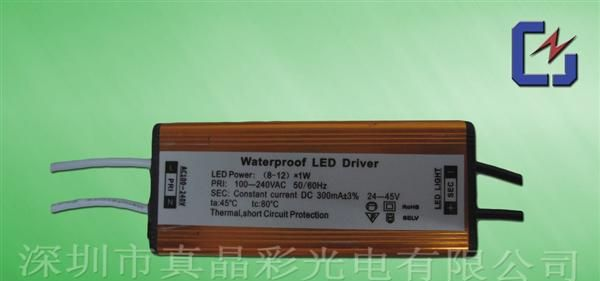 Waterproof LED Driver
LED Power: (8-12) ×1W
PRI: 100—240VAC 50/60Hz
SEC: Constant current DC 300mA±3% 24—45V
ta:45°C tc:80°C
Thermal,short Circuit Protection
RoHS
SELV
AC100-240V
L PRI N
LED LIGHT
+ SEC -
深圳市真晶彩光电有限公司